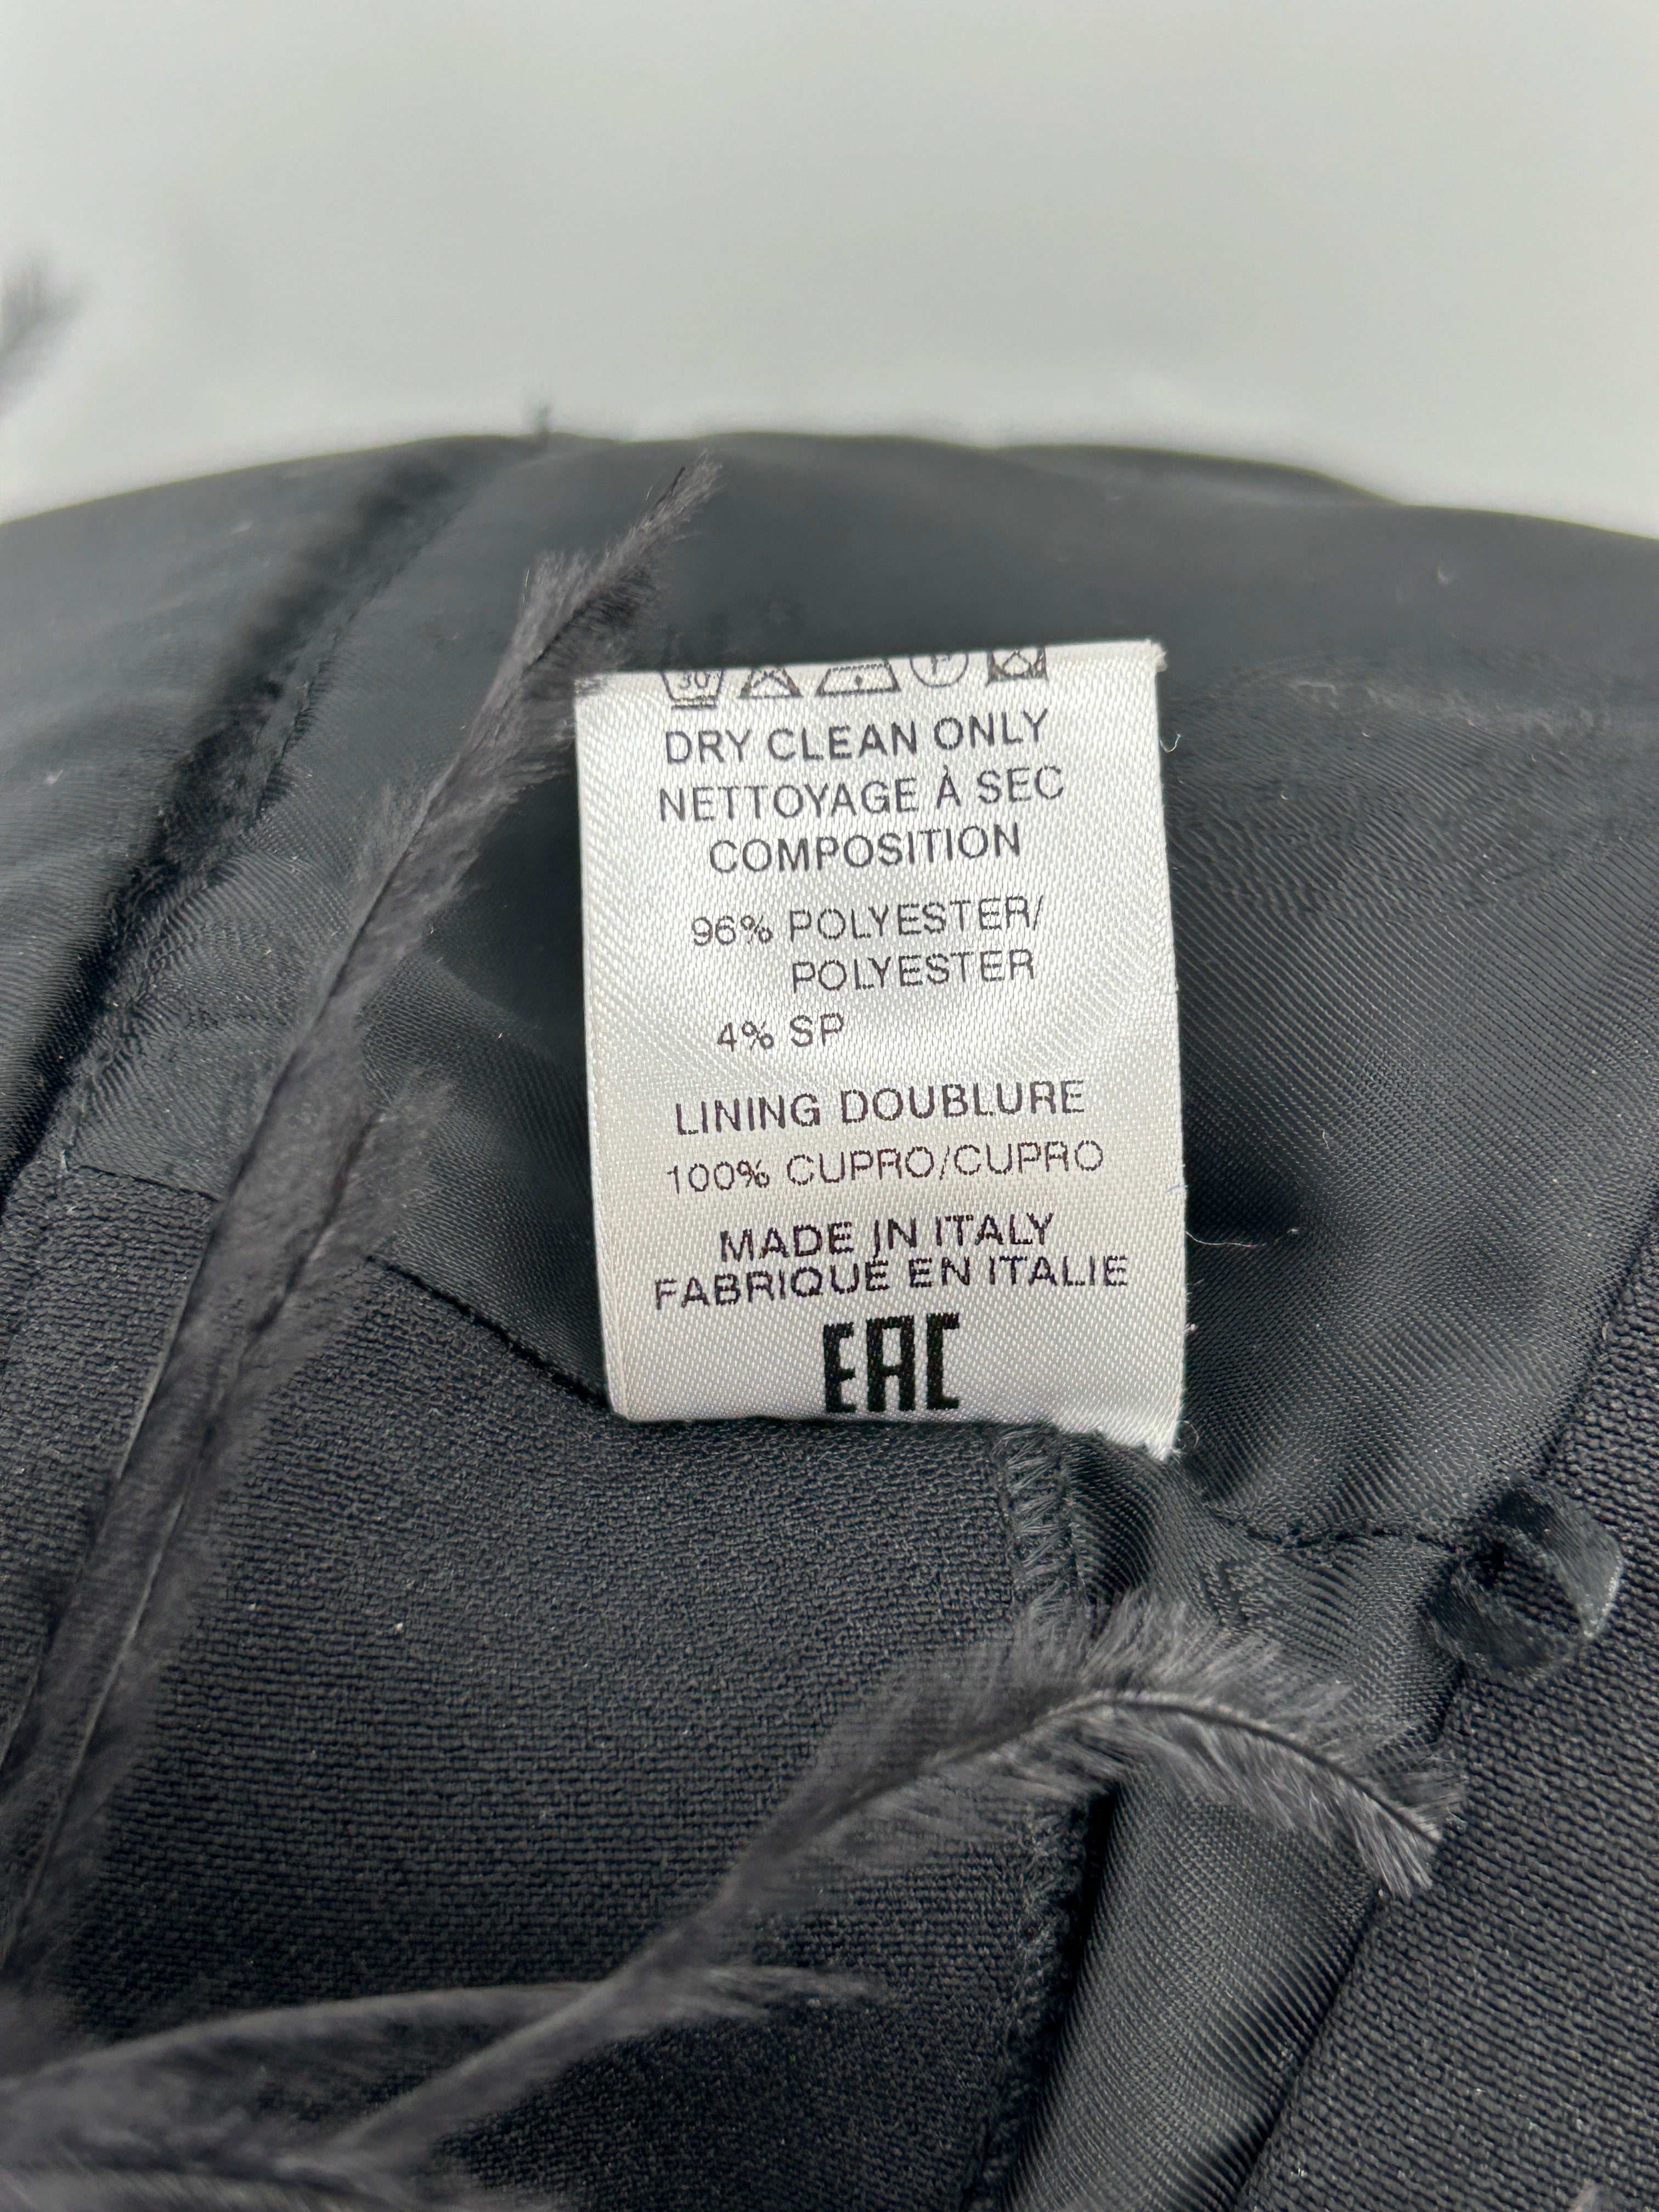 30°
P
DRY CLEAN ONLY
NETTOYAGE À SEC
COMPOSITION
96% POLYESTER/
POLYESTER
4% SP
LINING DOUBLURE
100% CUPRO/CUPRO
MADE IN ITALY
FABRIQUÉ EN ITALIE
EAC